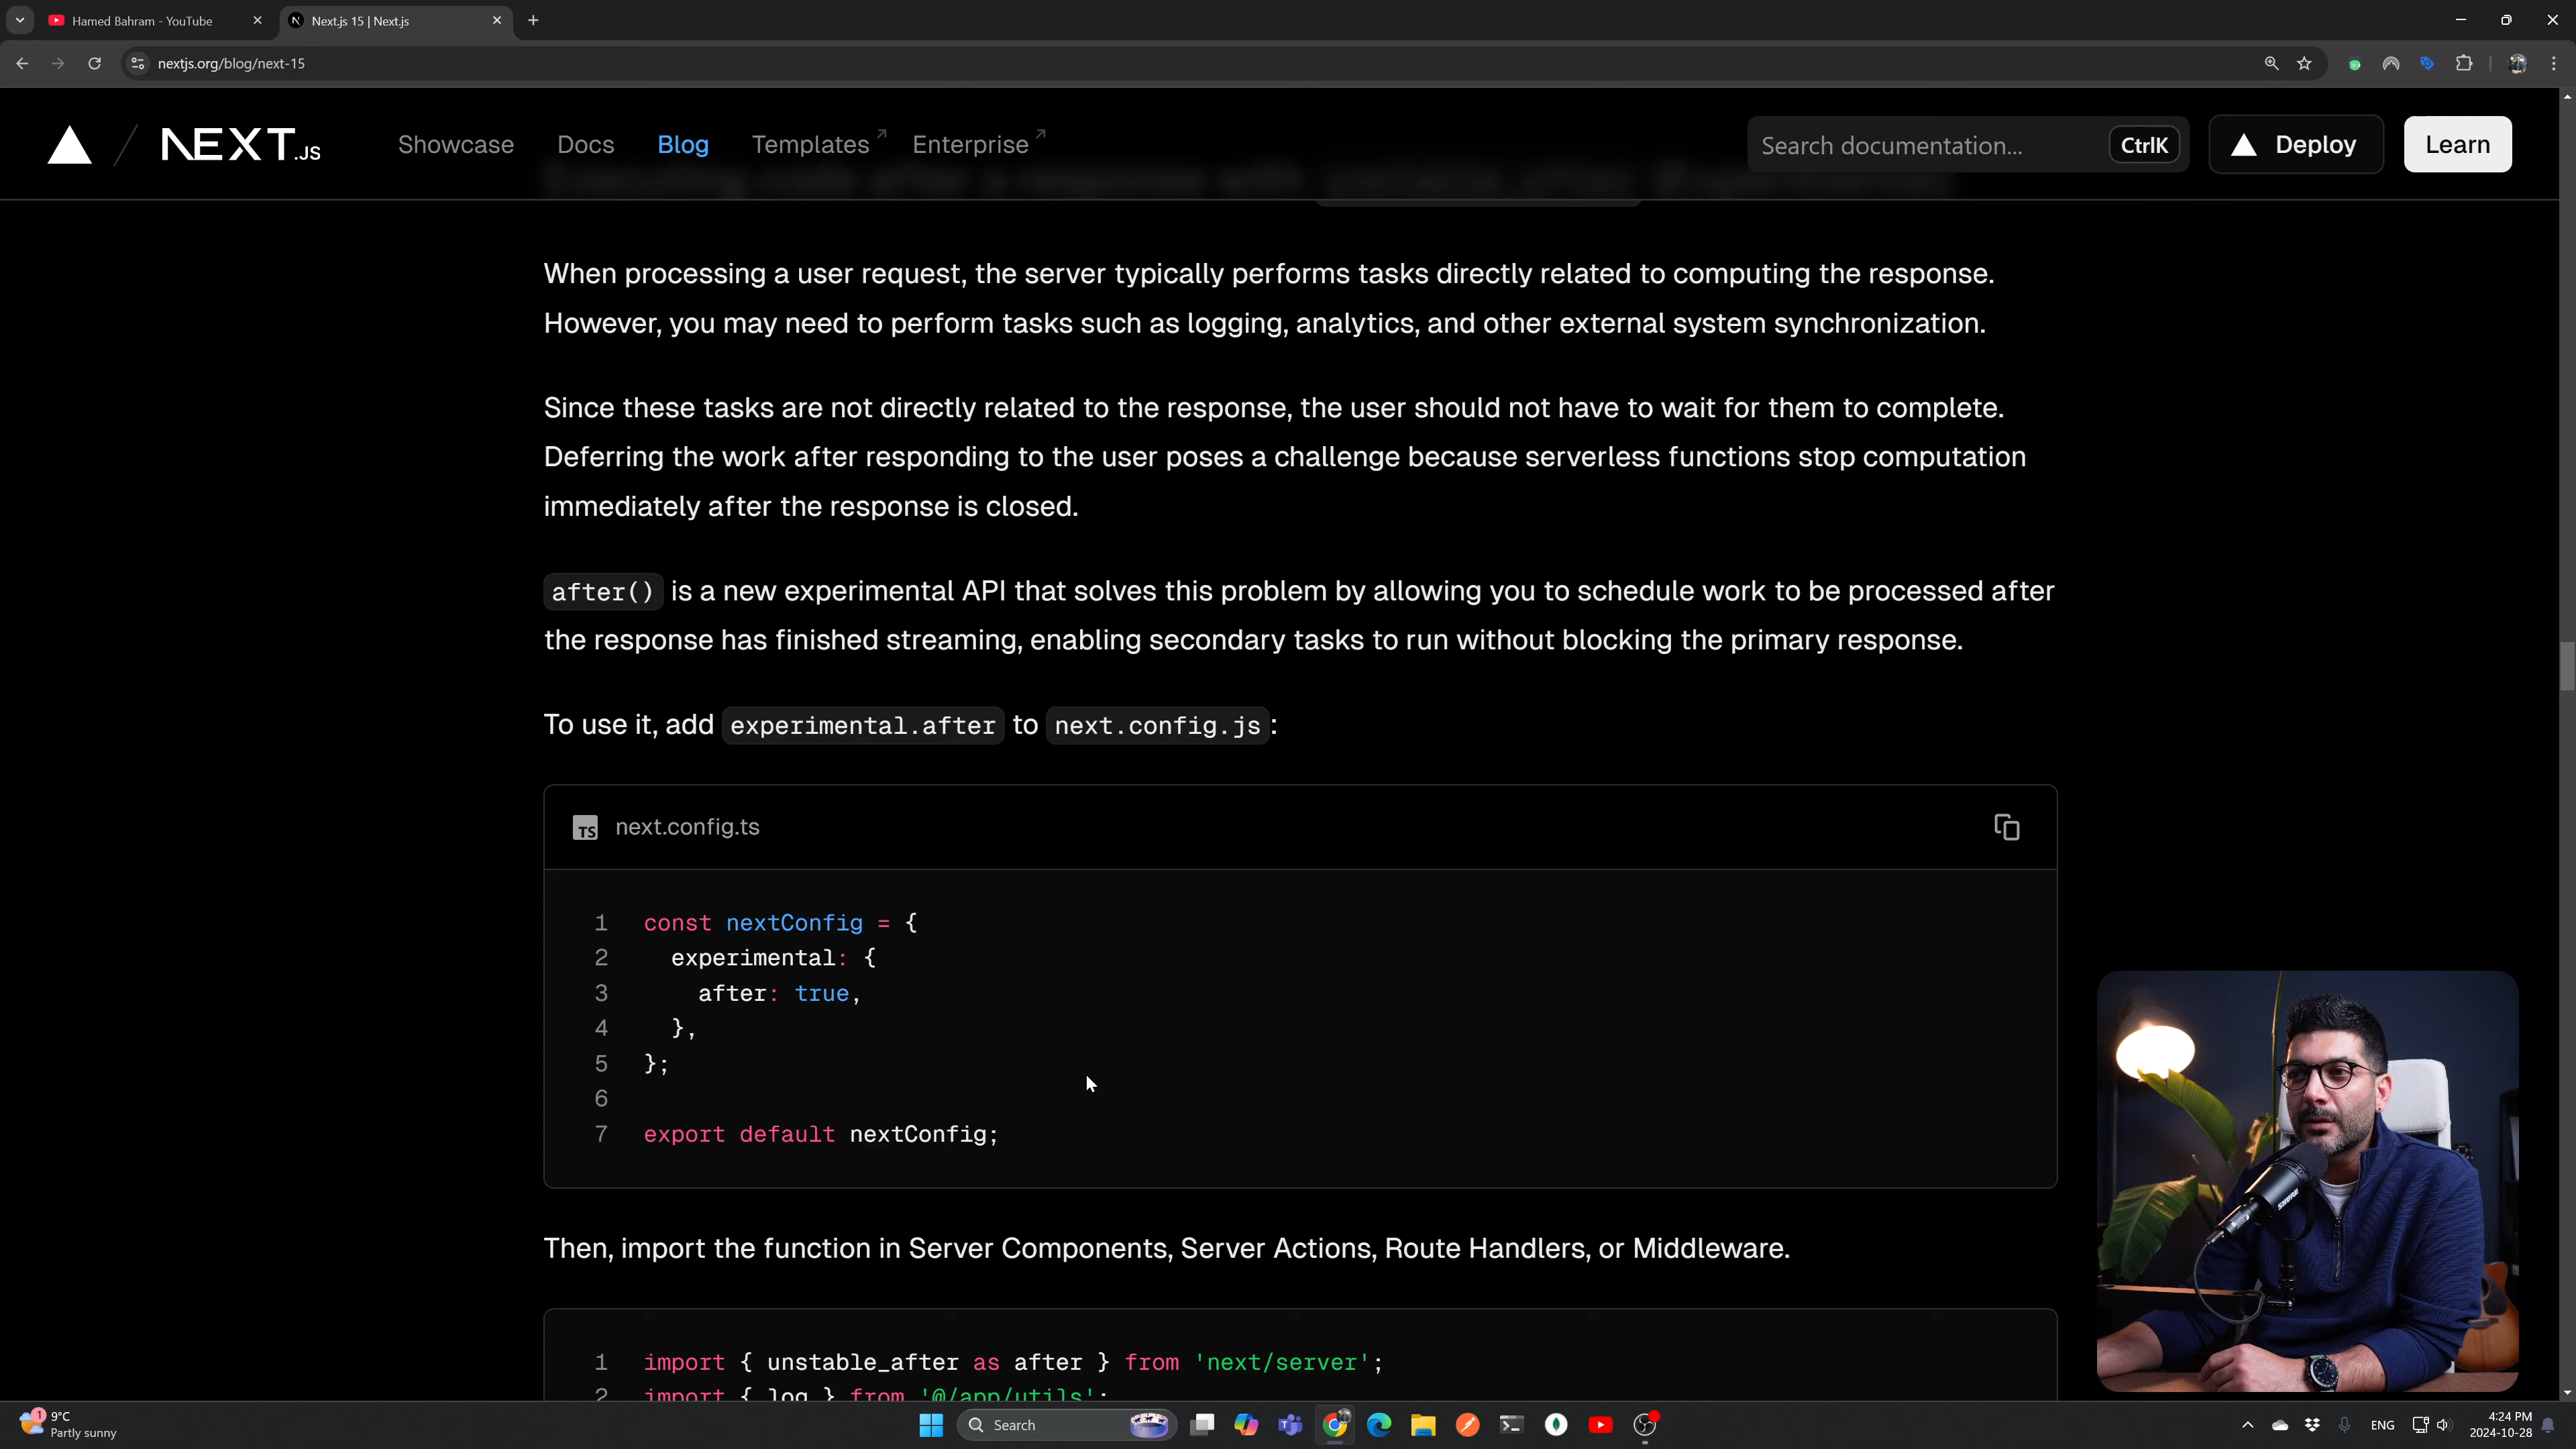 Hamed Bahram - YouTube
Next.js 15 | Next.js
nextjs.org/blog/next-15
NEXT.JS
Showcase
Docs
Blog
Templates
Enterprise
Search documentation...
CtrlK
Deploy
Learn
When processing a user request, the server typically performs tasks directly related to computing the response.
However, you may need to perform tasks such as logging, analytics, and other external system synchronization.
Since these tasks are not directly related to the response, the user should not have to wait for them to complete.
Deferring the work after responding to the user poses a challenge because serverless functions stop computation
immediately after the response is closed.
after() is a new experimental API that solves this problem by allowing you to schedule work to be processed after
the response has finished streaming, enabling secondary tasks to run without blocking the primary response.
To use it, add experimental.after to next.config.js:
TS next.config.ts
1 const nextConfig = {
2 experimental: {
3 after: true,
4 },
5 };
6
7 export default nextConfig;
Then, import the function in Server Components, Server Actions, Route Handlers, or Middleware.
1 import { unstable_after as after } from 'next/server';
2 import { log } from '@/app/utils';
SHURE
1
9°C
Partly sunny
Search
ENG
4:24 PM
2024-10-28